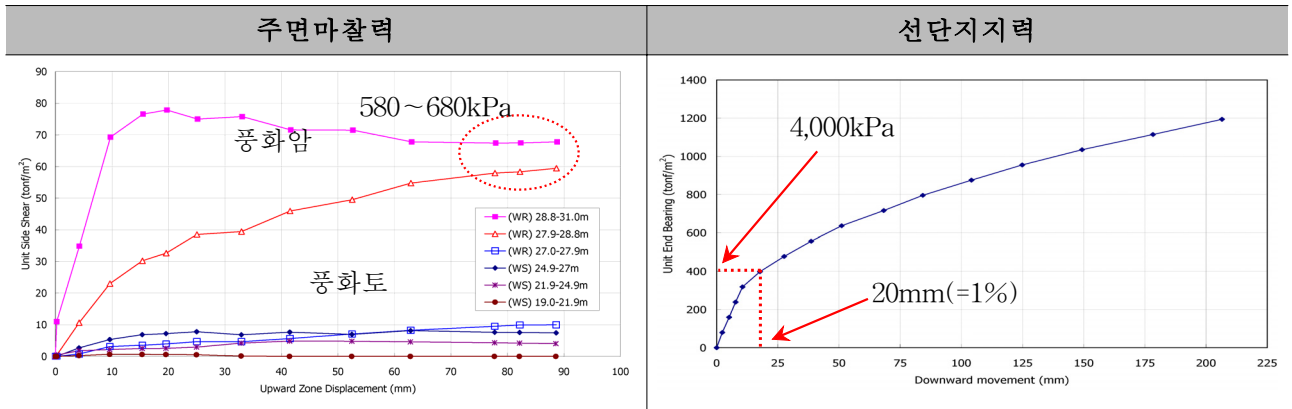 주면마찰력
선단지지력
90
80
70
60
50
40
30
20
10
0
Unit Side Shear (tonf/m²)
580~680kPa
풍화암
풍화토
(WR) 28.8-31.0m
(WR) 27.9-28.8m
(WR) 27.0-27.9m
(WS) 24.9-27m
(WS) 21.9-24.9m
(WS) 19.0-21.9m
0 10 20 30 40 50 60 70 80 90 100
Upward Zone Displacement (mm)
1400
1200
1000
800
600
400
200
0
Unit End Bearing (tonf/m²)
4,000kPa
20mm(=1%)
0 25 50 75 100 125 150 175 200 225
Downward movement (mm)